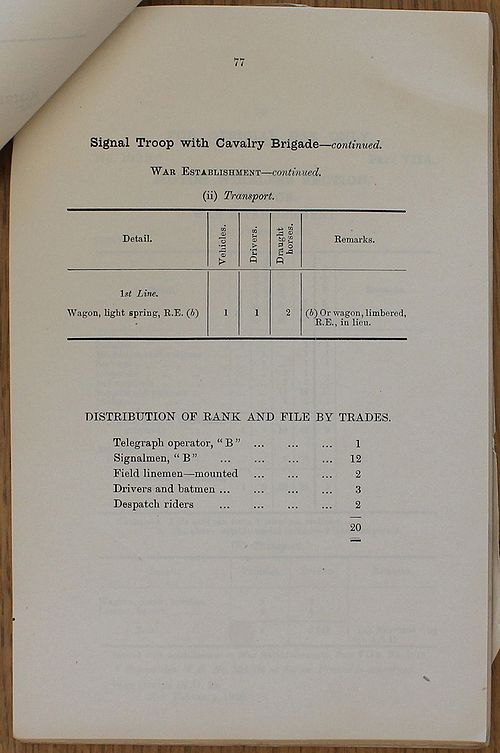 77
Signal Troop with Cavalry Brigade—continued.
War Establishment—continued.
(ii) Transport.
Detail. Vehicles. Drivers. Draught horses. Remarks.
1st Line.
Wagon, light spring, R.E. (b) 1 1 2 (b) Or wagon, limbered,
R.E., in lieu.
DISTRIBUTION OF RANK AND FILE BY TRADES.
Telegraph operator, "B" ... ... ... 1
Signalmen, "B" ... ... ... ... 12
Field linemen—mounted ... ... ... 2
Drivers and batmen ... ... ... ... 3
Despatch riders ... ... ... ... 2
20